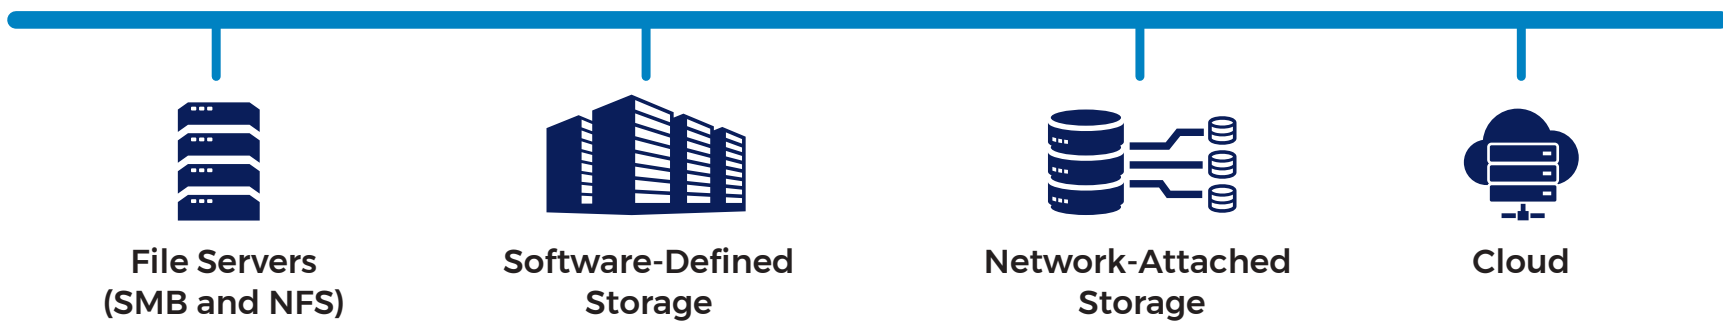 File Servers
(SMB and NFS)
Software-Defined
Storage
Network-Attached
Storage
Cloud